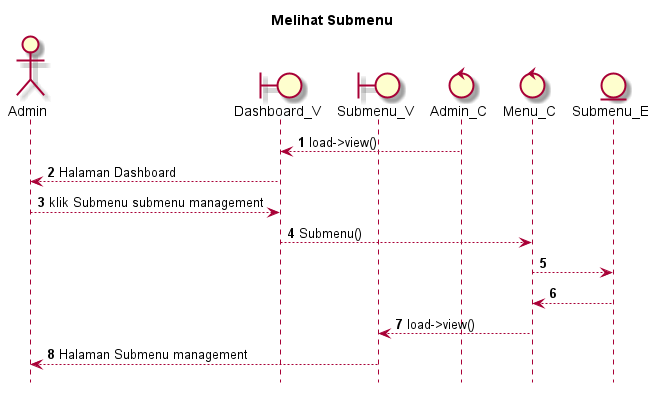 Melihat Submenu
Admin
Dashboard_V
Submenu_V
Admin_C
Menu_C
Submenu_E
1 load->view()
2 Halaman Dashboard
3 klik Submenu submenu management
4 Submenu()
5
6
7 load->view()
8 Halaman Submenu management